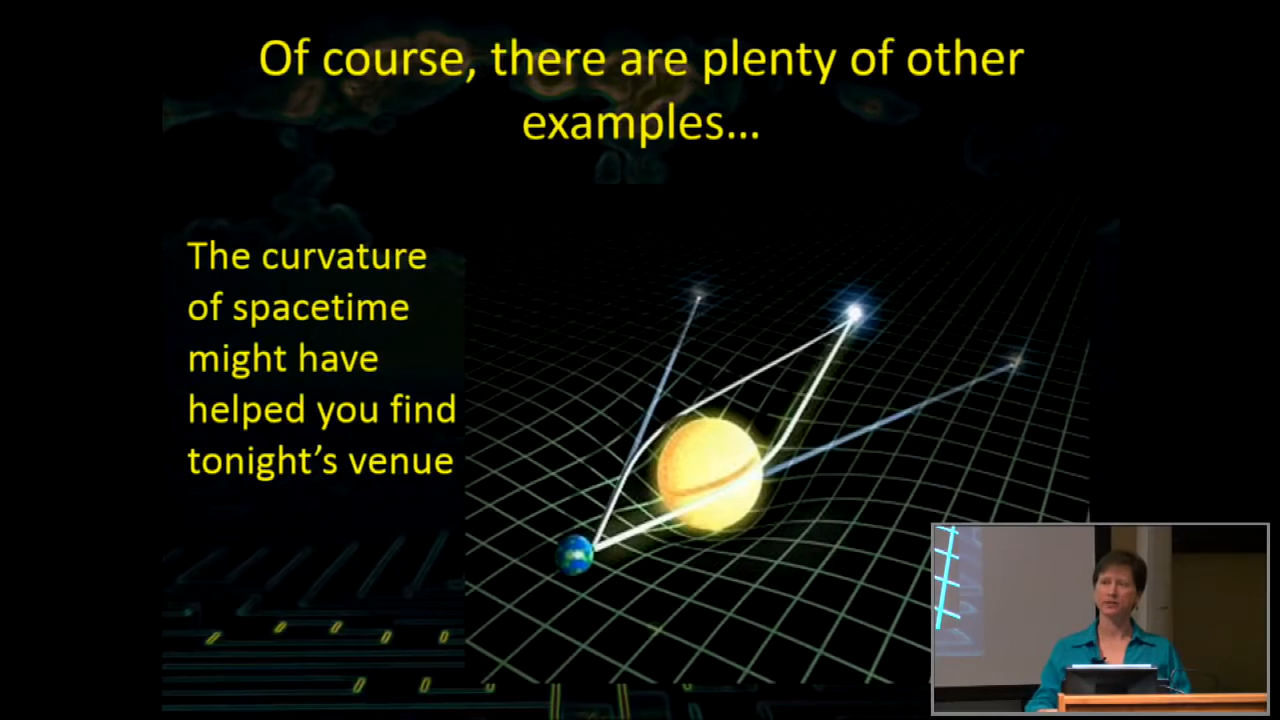 Of course, there are plenty of other
examples…
The curvature
of spacetime
might have
helped you find
tonight’s venue